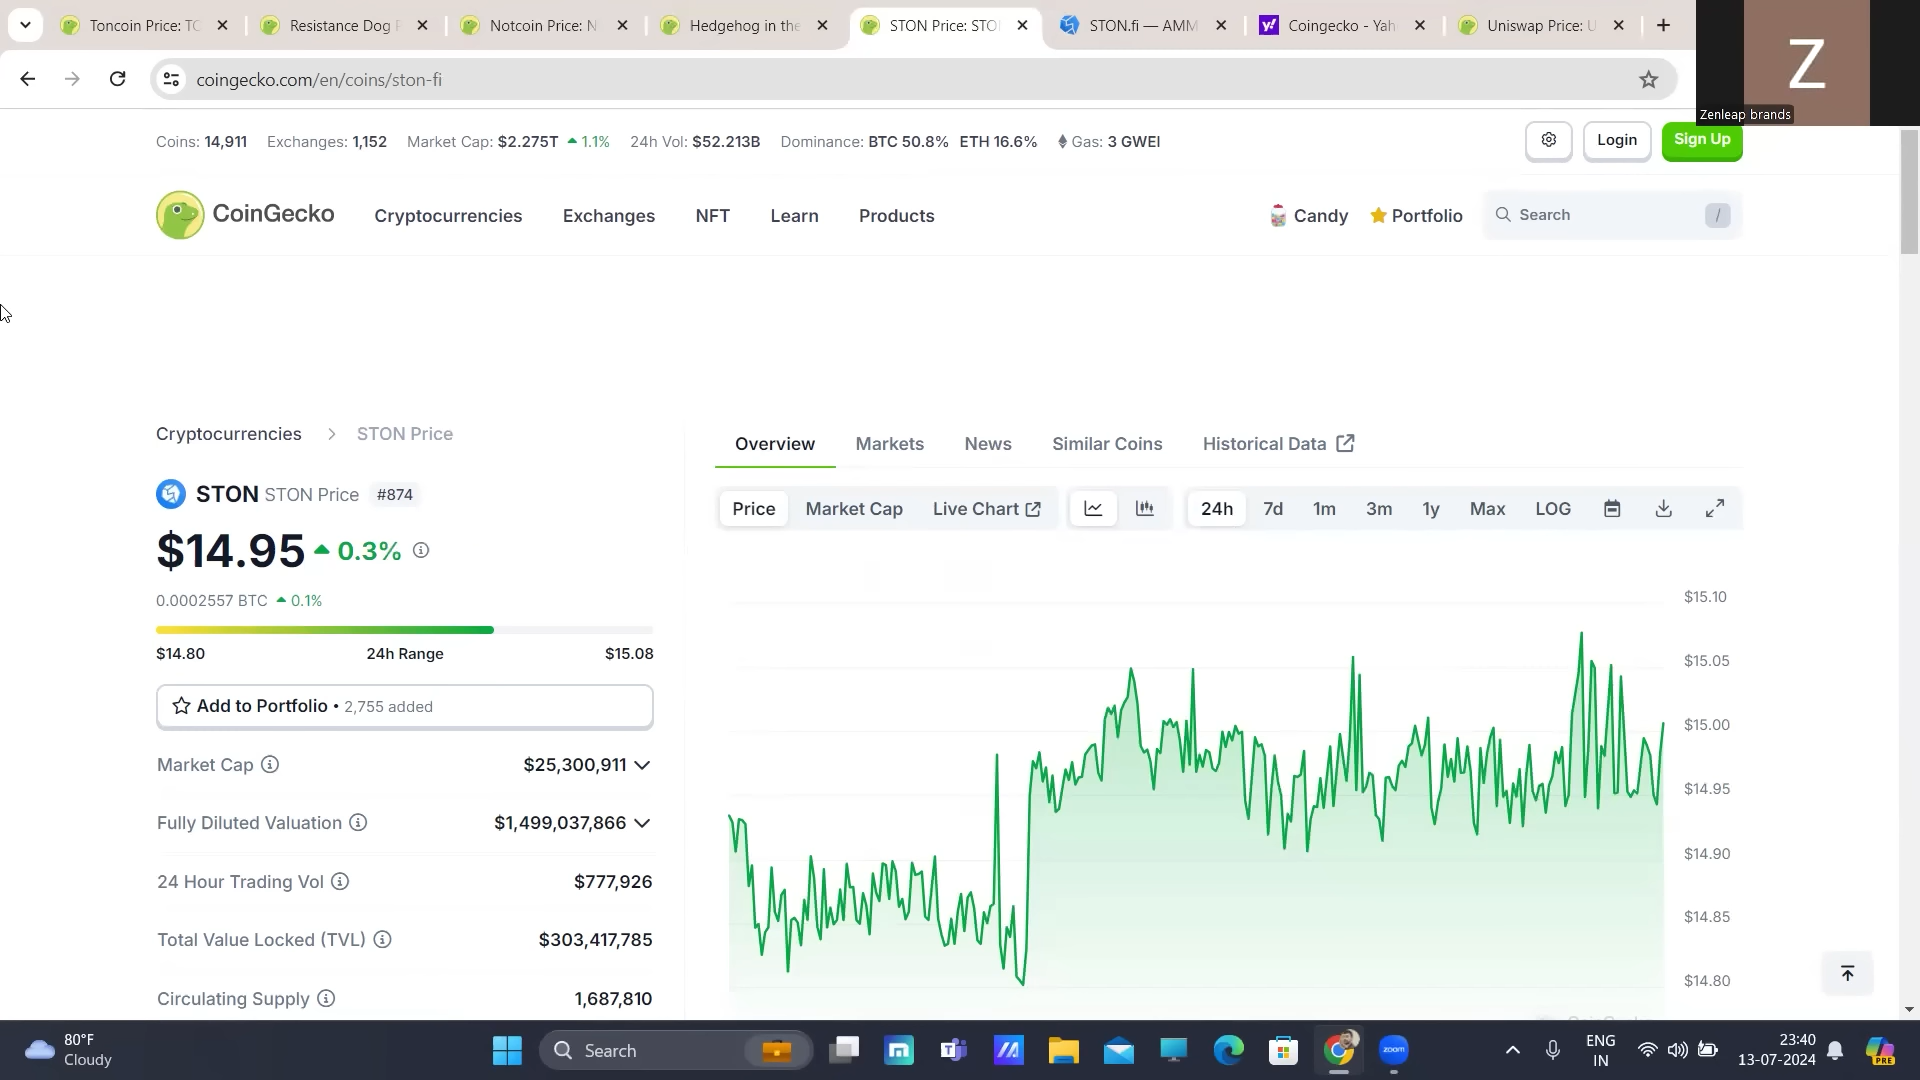 Toncoin Price: TO
Resistance Dog P
Notcoin Price: N
Hedgehog in the
STON Price: STO
STON.fi — AMM
Coingecko - Yah
Uniswap Price: U
Z
Zenleap brands
coingecko.com/en/coins/ston-fi
Coins: 14,911 Exchanges: 1,152 Market Cap: $2.275T 1.1% 24h Vol: $52.213B Dominance: BTC 50.8% ETH 16.6% Gas: 3 GWEI
Login
Sign Up
CoinGecko
Cryptocurrencies Exchanges NFT Learn Products
Candy Portfolio
Search /
Cryptocurrencies > STON Price
Overview Markets News Similar Coins Historical Data
STON STON Price #874
Price Market Cap Live Chart
24h 7d 1m 3m 1y Max LOG
$14.95 0.3%
0.0002557 BTC 0.1%
$14.80 24h Range $15.08
Add to Portfolio • 2,755 added
Market Cap $25,300,911
Fully Diluted Valuation $1,499,037,866
24 Hour Trading Vol $777,926
Total Value Locked (TVL) $303,417,785
Circulating Supply 1,687,810
$15.10
$15.05
$15.00
$14.95
$14.90
$14.85
$14.80
80°F
Cloudy
Search
zoom
ENG
IN
23:40
13-07-2024
PRE